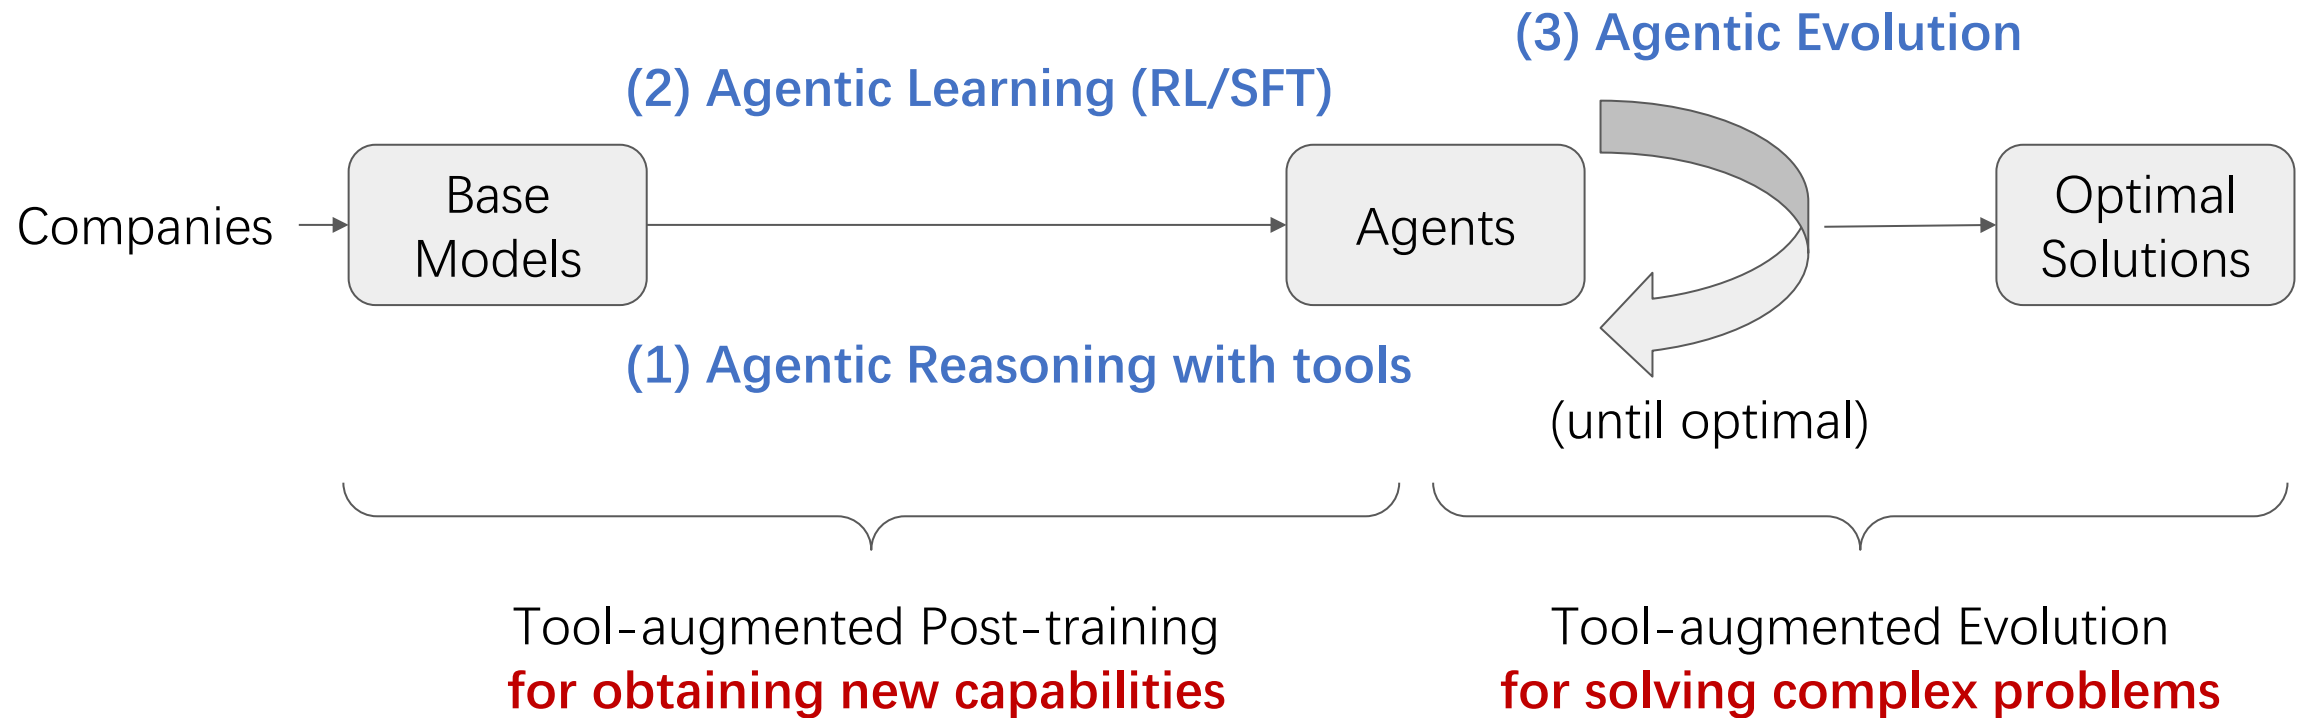 (3) Agentic Evolution
(2) Agentic Learning (RL/SFT)
Companies
Base
Models
Agents
Optimal
Solutions
(1) Agentic Reasoning with tools
(until optimal)
Tool-augmented Post-training
for obtaining new capabilities
Tool-augmented Evolution
for solving complex problems